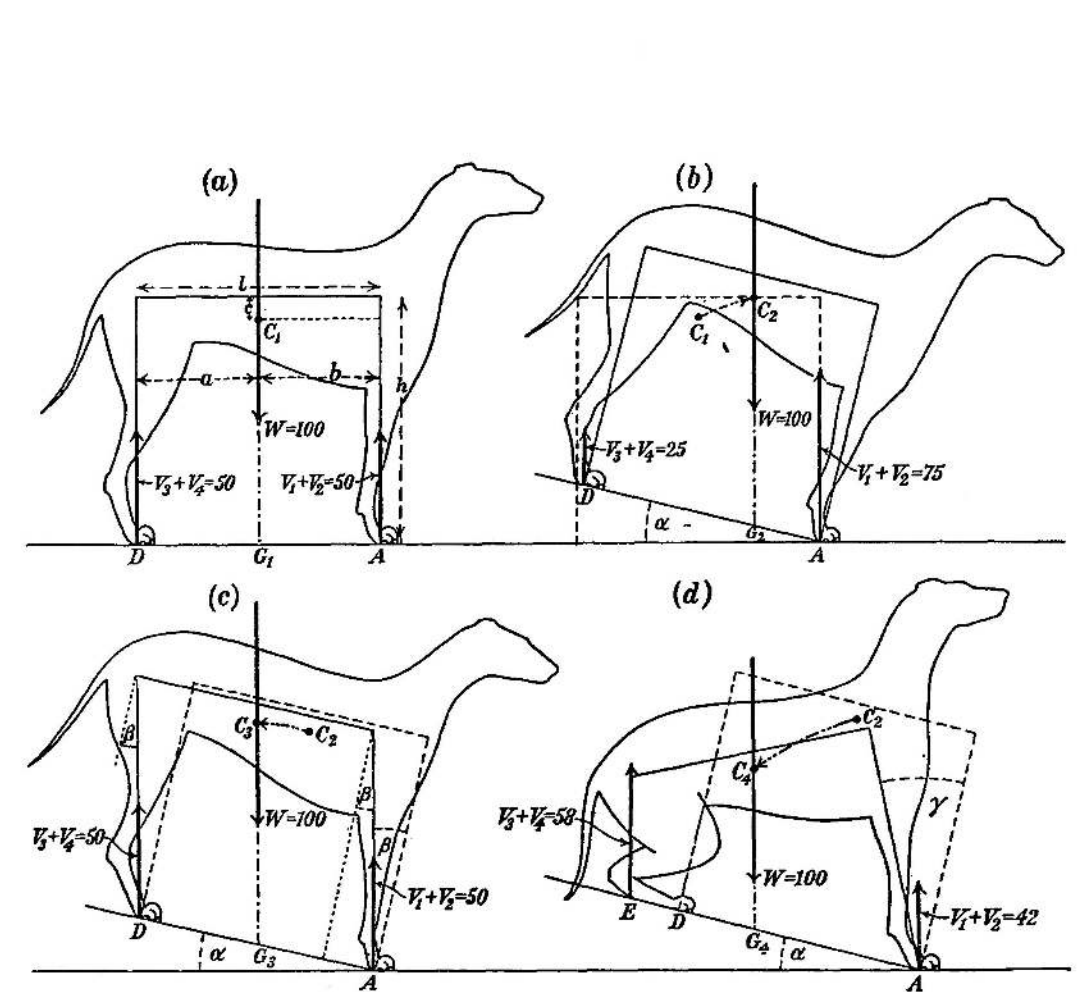 (a)
l
c
C₁
a
b
h
W=100
V₃+V₄=50
V₁+V₂=50
D
G₁
A
(b)
C₁
C₂
W=100
V₃+V₄=25
V₁+V₂=75
D
α
G₂
A
(c)
C₃
C₂
β
β
W=100
β
V₃+V₄=50
V₁+V₂=50
D
α
G₃
A
(d)
C₂
C₄
γ
V₃+V₄=58
W=100
V₁+V₂=42
E
D
G₄
α
A